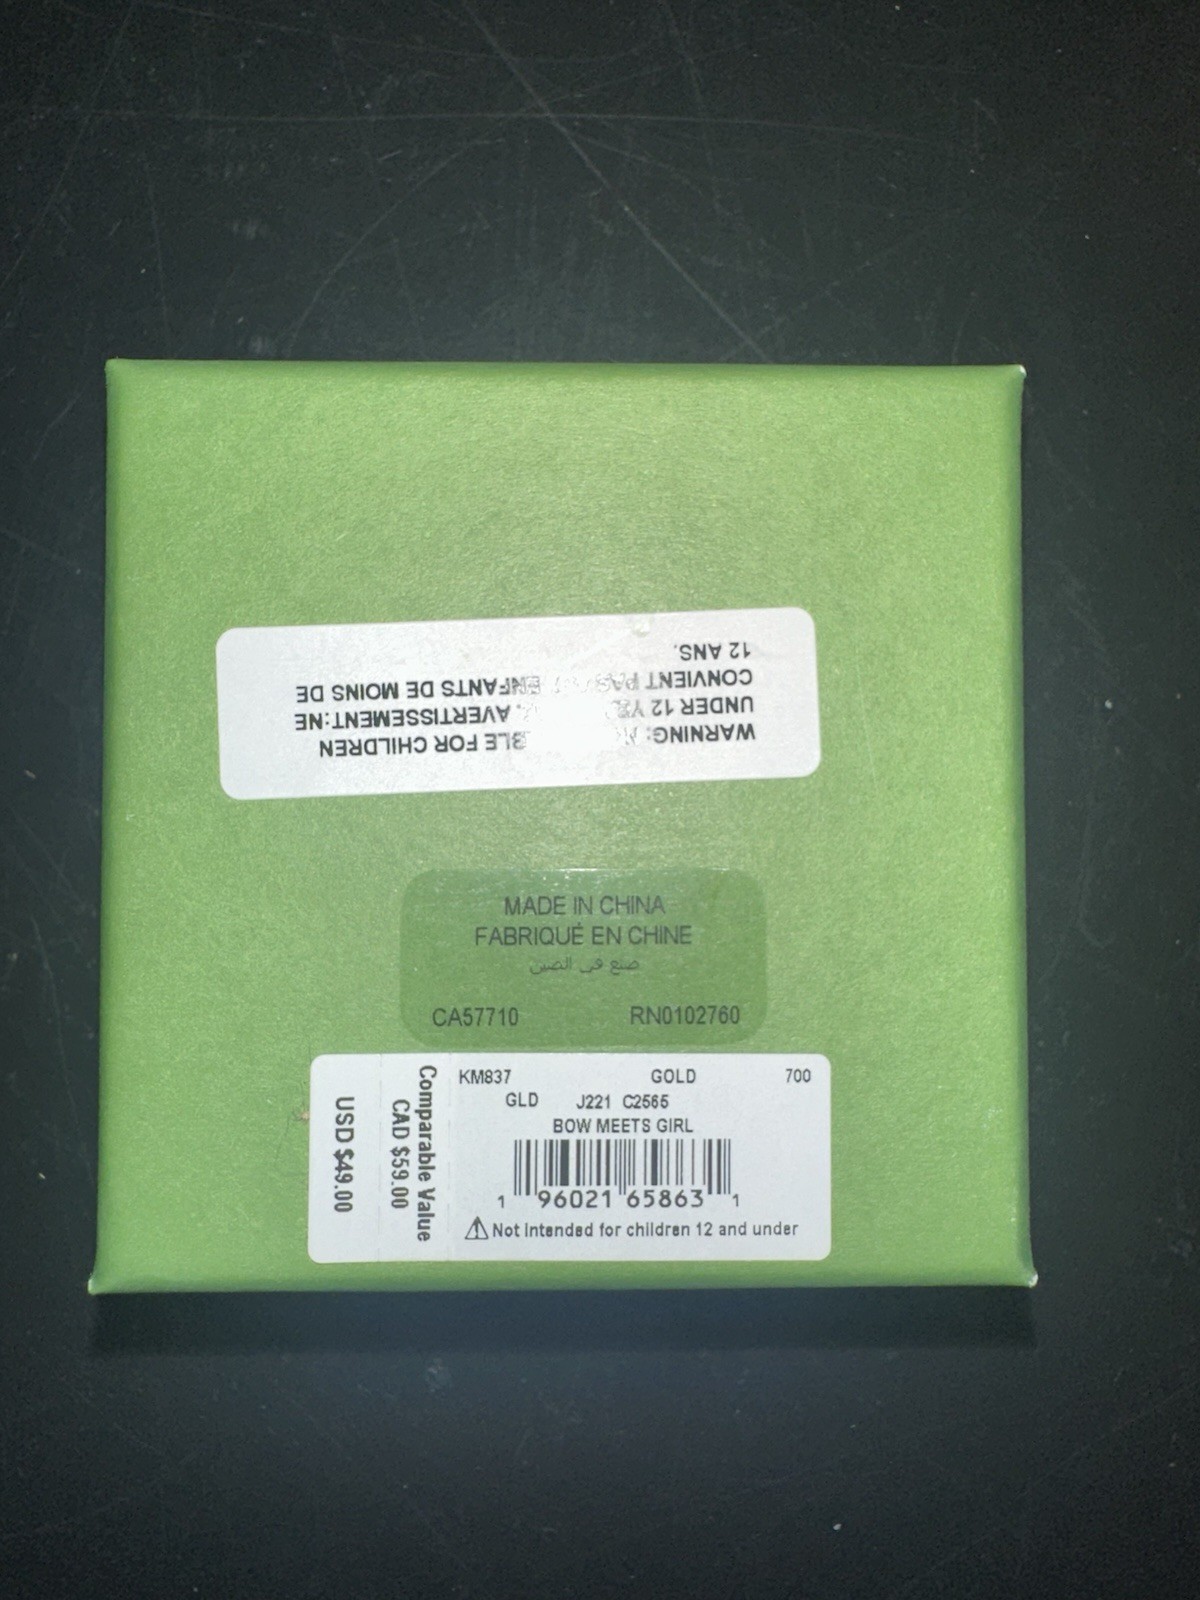 WARNING: BLE FOR CHILDREN
UNDER 12 AVERTISSEMENT:NE
CONVIENT ENFANTS DE MOINS DE
12 ANS.
MADE IN CHINA
FABRIQUÉ EN CHINE
صنع في الصين
CA57710 RN0102760
KM837 GOLD 700
GLD J221 C2565
BOW MEETS GIRL
1 96021 65863 1
⚠ Not intended for children 12 and under
Comparable Value
CAD $59.00
USD $49.00